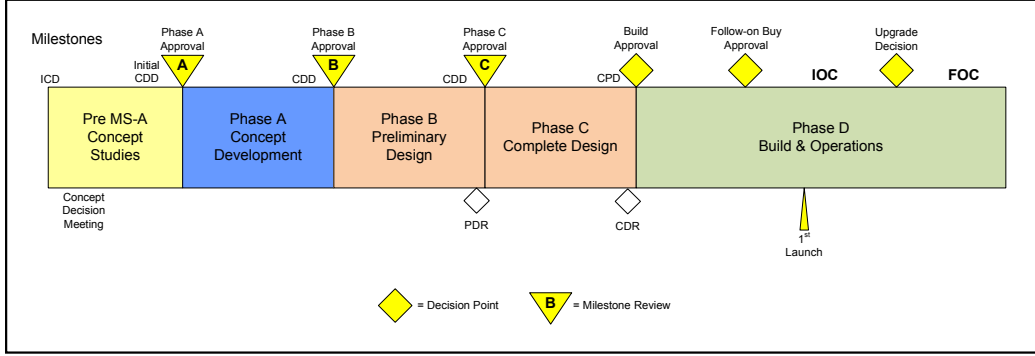 Milestones
Phase A
Approval
Phase B
Approval
Phase C
Approval
Build
Approval
Follow-on Buy
Approval
Upgrade
Decision
ICD
Initial
CDD
A
CDD
B
CDD
C
CPD
IOC
FOC
Pre MS-A
Concept
Studies
Phase A
Concept
Development
Phase B
Preliminary
Design
Phase C
Complete Design
Phase D
Build & Operations
Concept
Decision
Meeting
PDR
CDR
1st
Launch
= Decision Point
B
= Milestone Review